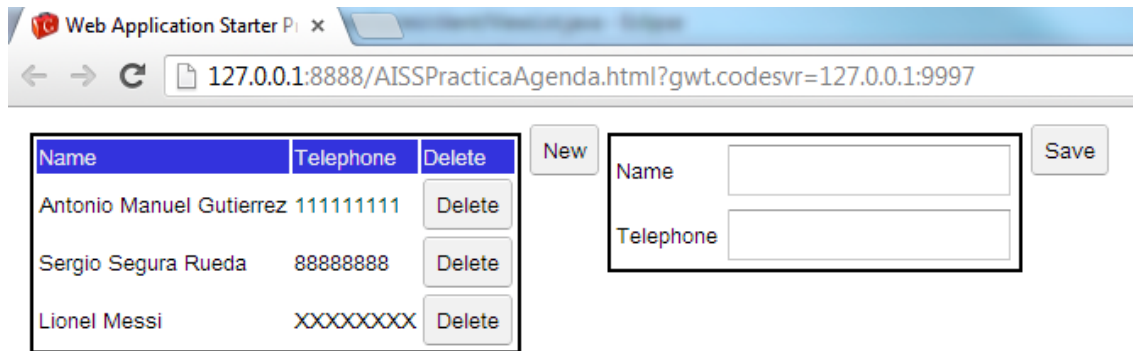 Web Application Starter P
127.0.0.1:8888/AISSPracticaAgenda.html?gwt.codesvr=127.0.0.1:9997
Name Telephone Delete
Antonio Manuel Gutierrez 111111111 Delete
Sergio Segura Rueda 88888888 Delete
Lionel Messi XXXXXXXX Delete
New
Name
Telephone
Save